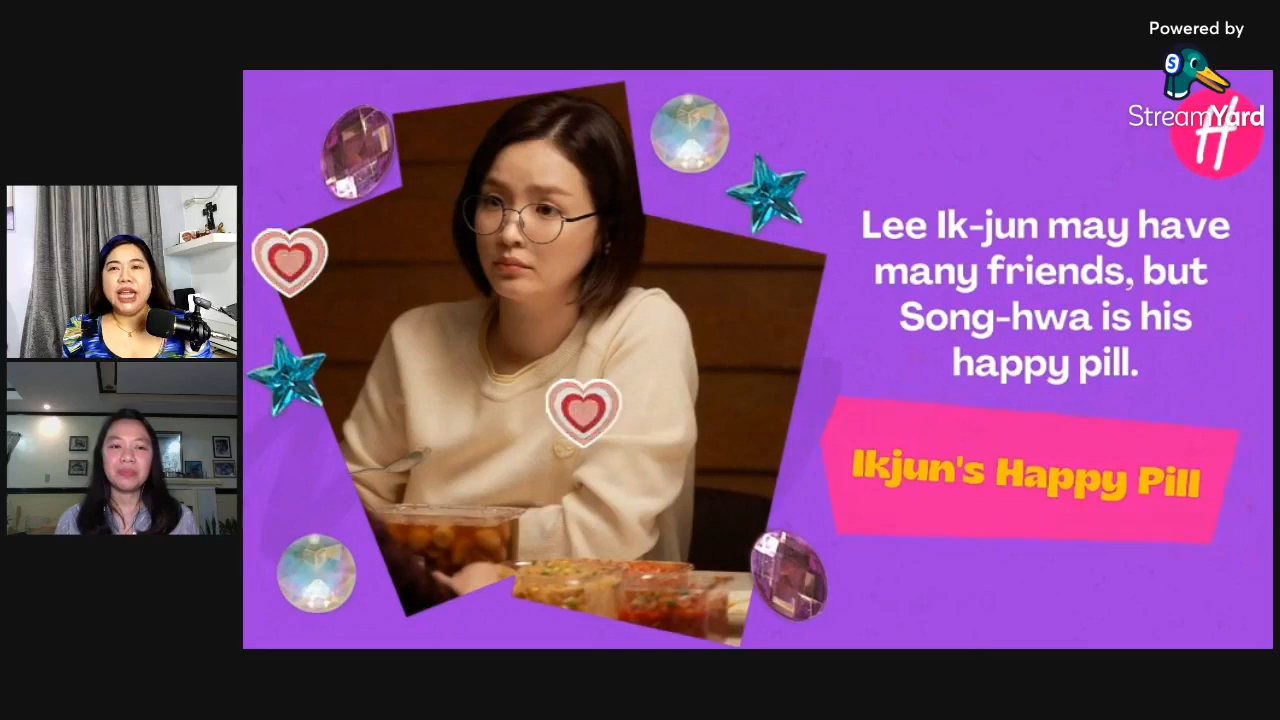 Powered by
S
StreamYard
H
Lee Ik-jun may have
many friends, but
Song-hwa is his
happy pill.
Ikjun's Happy Pill